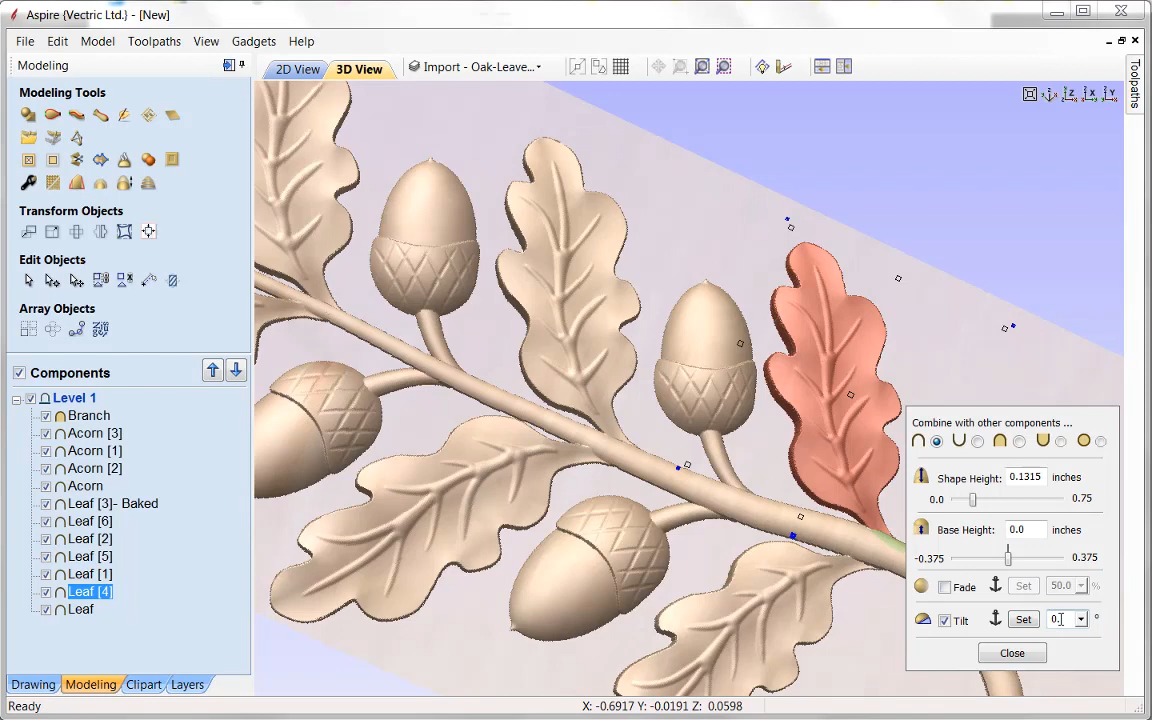 Aspire {Vectric Ltd.} - [New]
File Edit Model Toolpaths View Gadgets Help
Modeling
2D View 3D View Import - Oak-Leave...
Toolpaths
Z X Y
Modeling Tools
Transform Objects
Edit Objects
Array Objects
Components
Level 1
Branch
Acorn [3]
Acorn [1]
Acorn [2]
Acorn
Leaf [3]- Baked
Leaf [6]
Leaf [2]
Leaf [5]
Leaf [1]
Leaf [4]
Leaf
Combine with other components ...
Shape Height: 0.1315 inches
0.0 0.75
Base Height: 0.0 inches
-0.375 0.375
Fade Set 50.0 %
Tilt Set 0. °
Close
Drawing Modeling Clipart Layers
Ready X: -0.6917 Y: -0.0191 Z: 0.0598